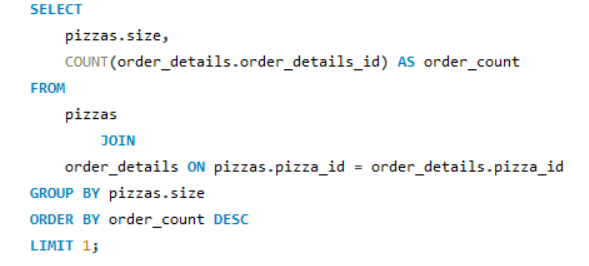 SELECT
    pizzas.size,
    COUNT(order_details.order_details_id) AS order_count
FROM
    pizzas
        JOIN
    order_details ON pizzas.pizza_id = order_details.pizza_id
GROUP BY pizzas.size
ORDER BY order_count DESC
LIMIT 1;